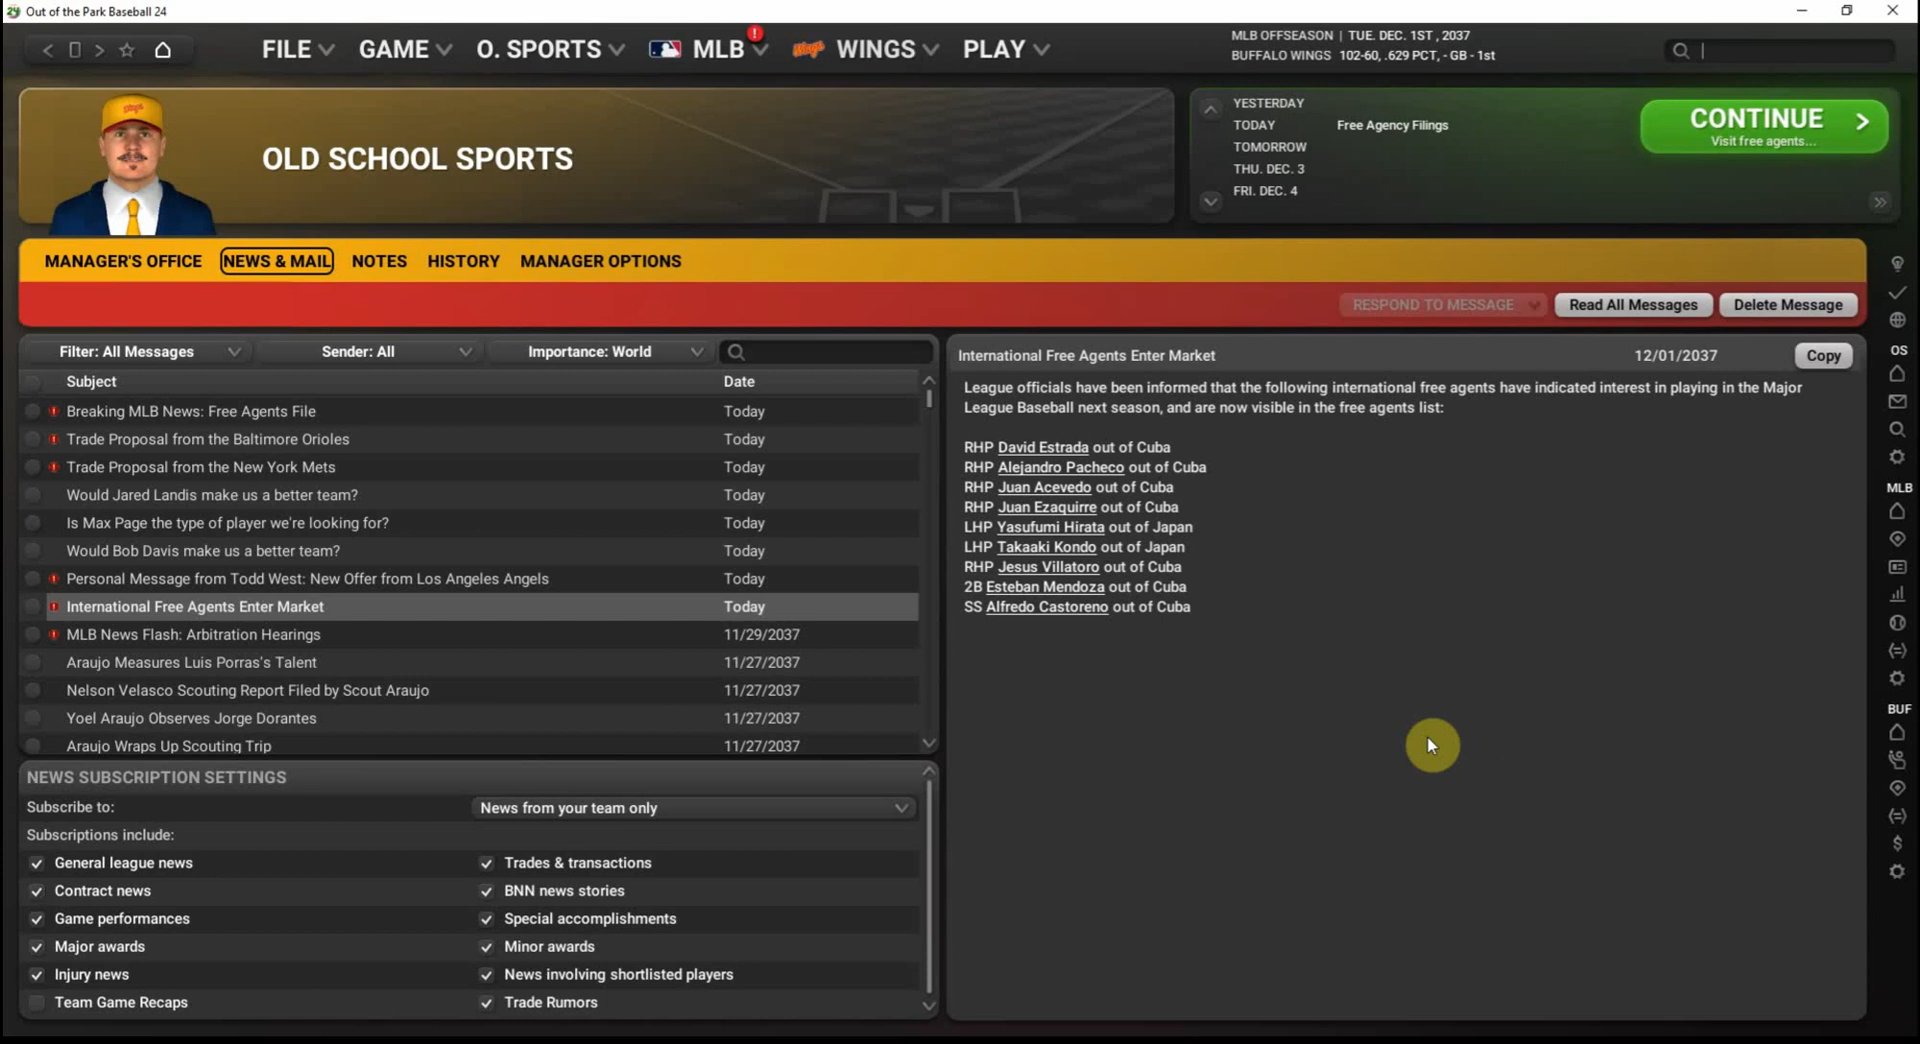 Out of the Park Baseball 24
FILE
GAME
O. SPORTS
MLB
WINGS
PLAY
MLB OFFSEASON | TUE. DEC. 1ST , 2037
BUFFALO WINGS 102-60, .629 PCT, - GB - 1st
OLD SCHOOL SPORTS
YESTERDAY
TODAY Free Agency Filings
TOMORROW
THU. DEC. 3
FRI. DEC. 4
CONTINUE
Visit free agents...
MANAGER'S OFFICE NEWS & MAIL NOTES HISTORY MANAGER OPTIONS
RESPOND TO MESSAGE Read All Messages Delete Message
Filter: All Messages Sender: All Importance: World
Subject Date
Breaking MLB News: Free Agents File Today
Trade Proposal from the Baltimore Orioles Today
Trade Proposal from the New York Mets Today
Would Jared Landis make us a better team? Today
Is Max Page the type of player we're looking for? Today
Would Bob Davis make us a better team? Today
Personal Message from Todd West: New Offer from Los Angeles Angels Today
International Free Agents Enter Market Today
MLB News Flash: Arbitration Hearings 11/29/2037
Araujo Measures Luis Porras's Talent 11/27/2037
Nelson Velasco Scouting Report Filed by Scout Araujo 11/27/2037
Yoel Araujo Observes Jorge Dorantes 11/27/2037
Araujo Wraps Up Scouting Trip 11/27/2037
NEWS SUBSCRIPTION SETTINGS
Subscribe to: News from your team only
Subscriptions include:
General league news Trades & transactions
Contract news BNN news stories
Game performances Special accomplishments
Major awards Minor awards
Injury news News involving shortlisted players
Team Game Recaps Trade Rumors
International Free Agents Enter Market 12/01/2037 Copy
League officials have been informed that the following international free agents have indicated interest in playing in the Major
League Baseball next season, and are now visible in the free agents list:
RHP David Estrada out of Cuba
RHP Alejandro Pacheco out of Cuba
RHP Juan Acevedo out of Cuba
RHP Juan Ezaquirre out of Cuba
LHP Yasufumi Hirata out of Japan
LHP Takaaki Kondo out of Japan
RHP Jesus Villatoro out of Cuba
2B Esteban Mendoza out of Cuba
SS Alfredo Castoreno out of Cuba
OS
MLB
BUF